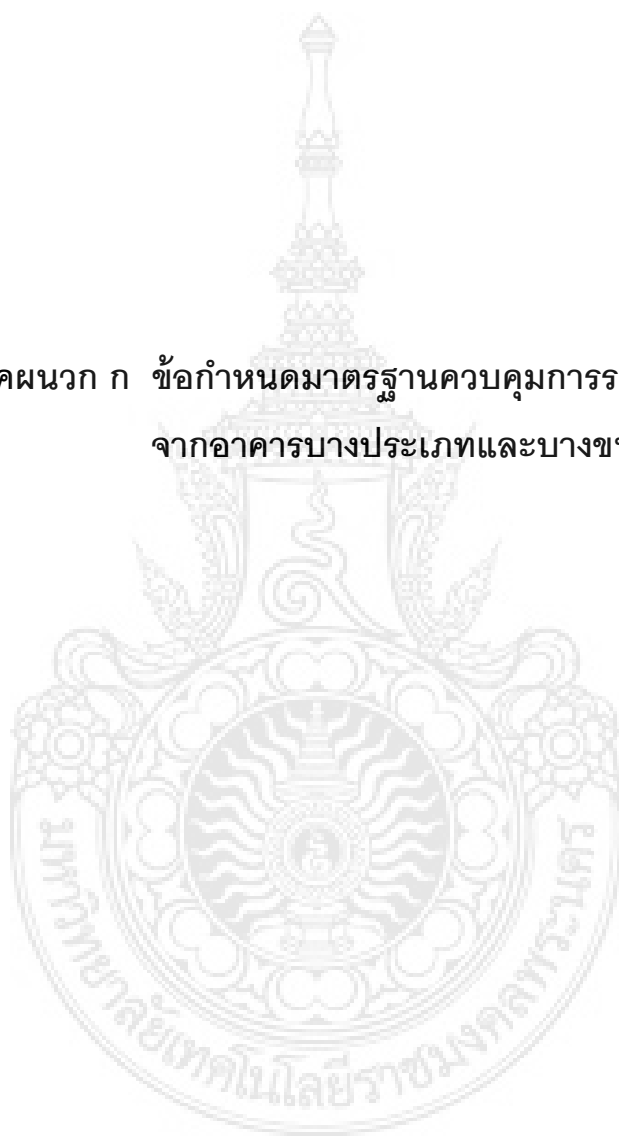 คผนวก ก ข้อกำหนดมาตรฐานควบคุมการร
จากอาคารบางประเภทและบางข
มหาวิทยาลัยเทคโนโลยีราชมงคลพระนคร